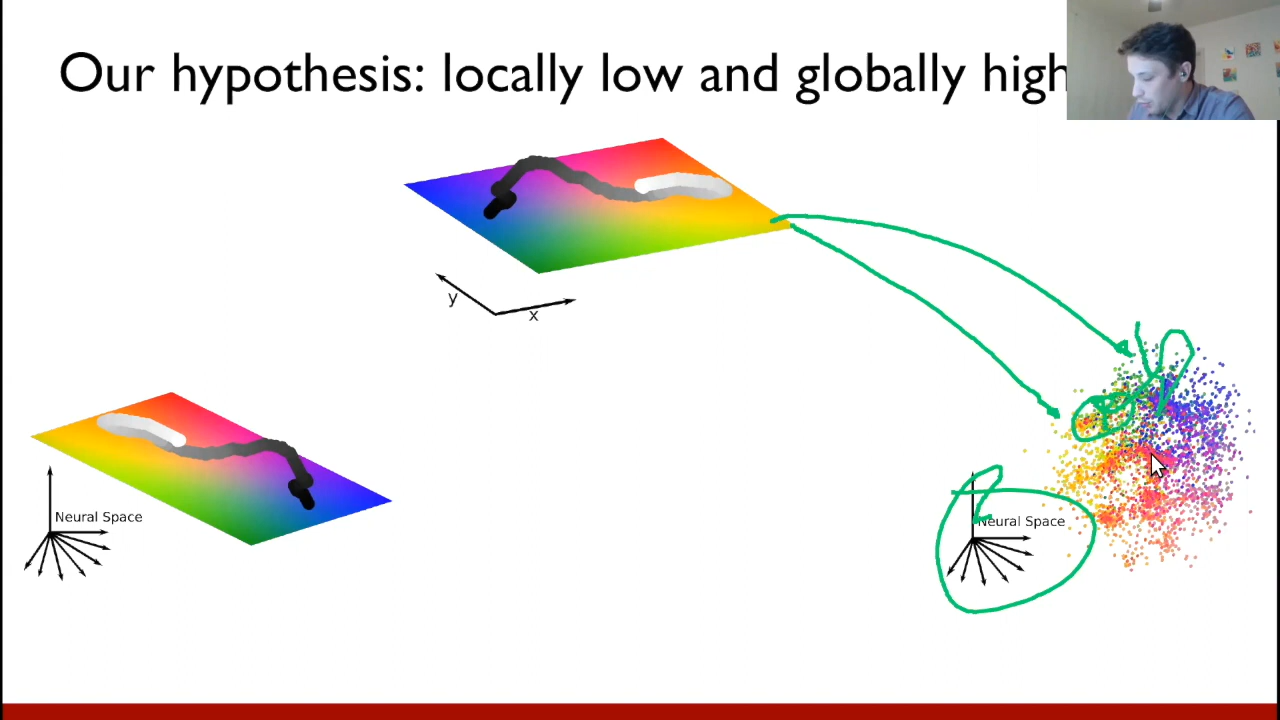 Our hypothesis: locally low and globally high
y
x
Neural Space
Neural Space